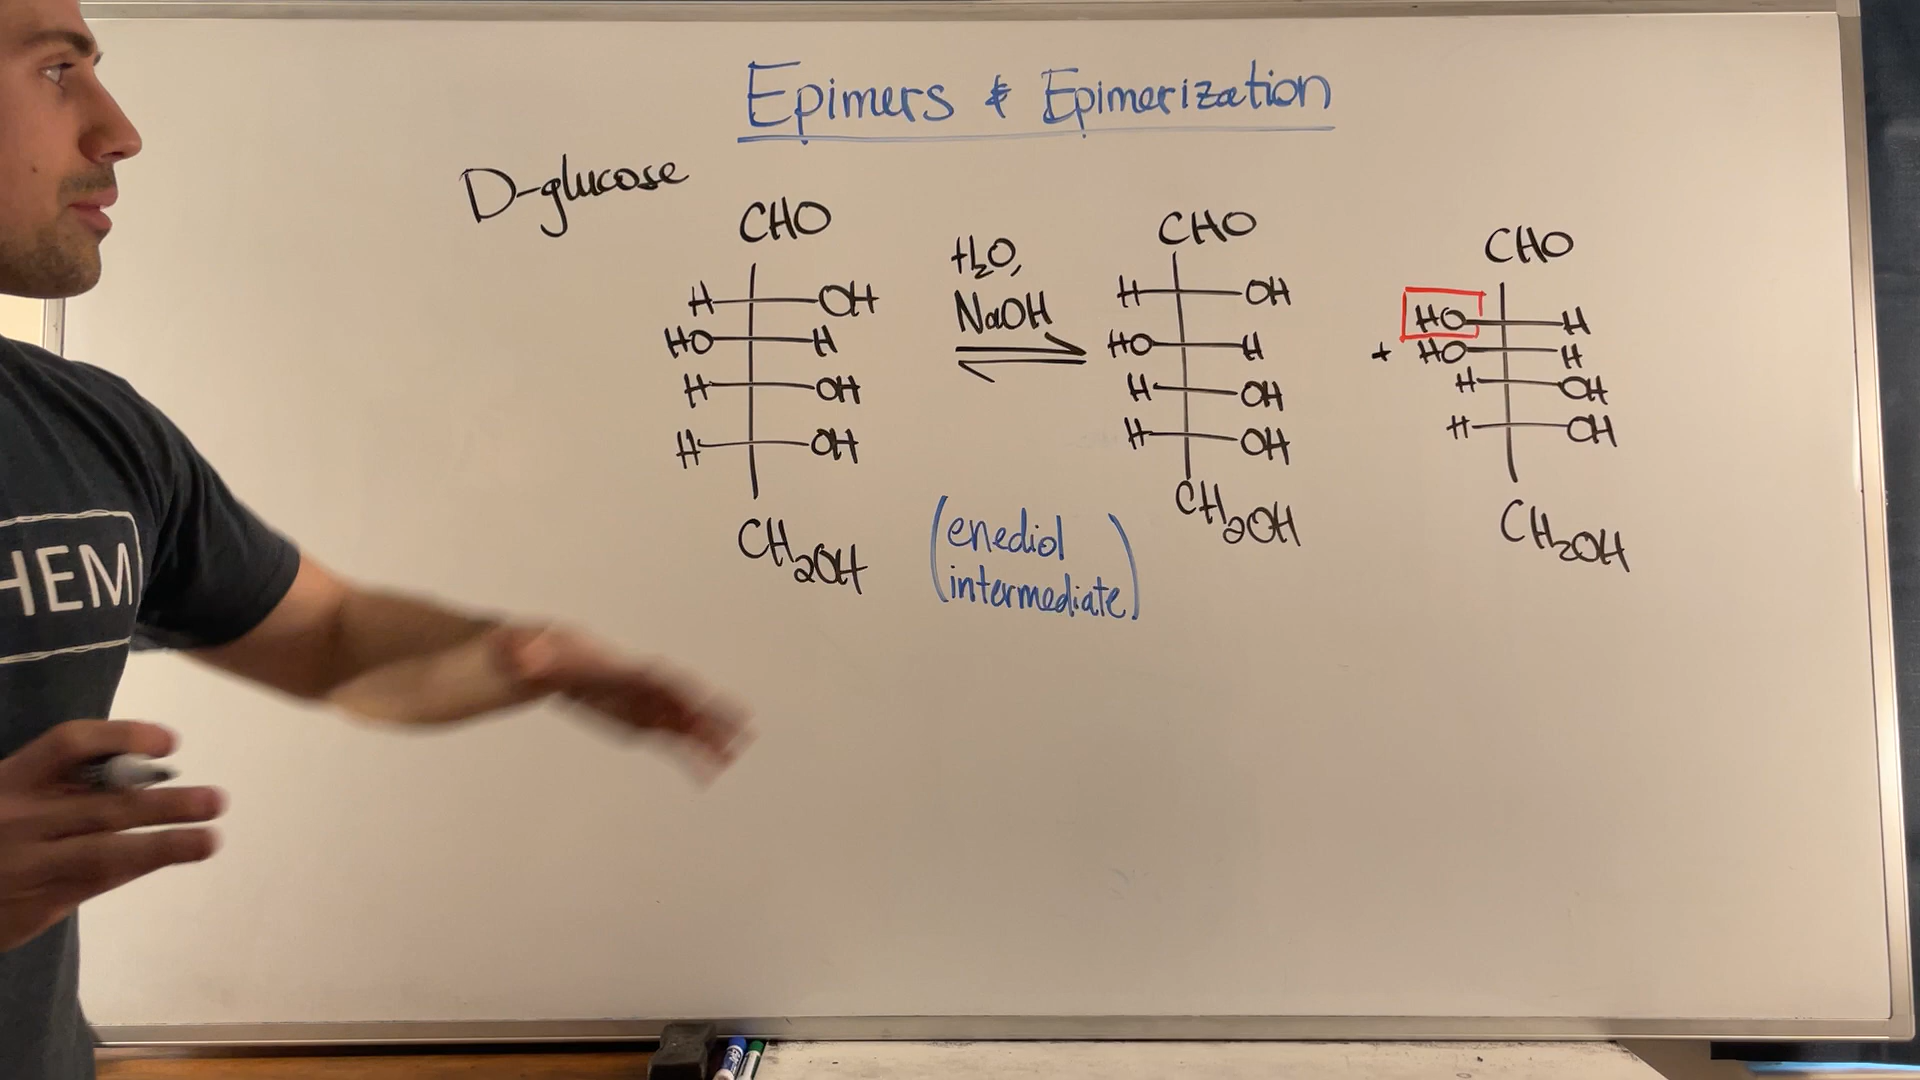 Epimers & Epimerization
D-glucose
CHO
H OH
HO H
H OH
H OH
CH2OH
H2O,
NaOH
(enediol
intermediate)
CHO
H OH
HO H
H OH
H OH
CH2OH
+
CHO
HO H
HO H
H OH
H OH
CH2OH
HEM